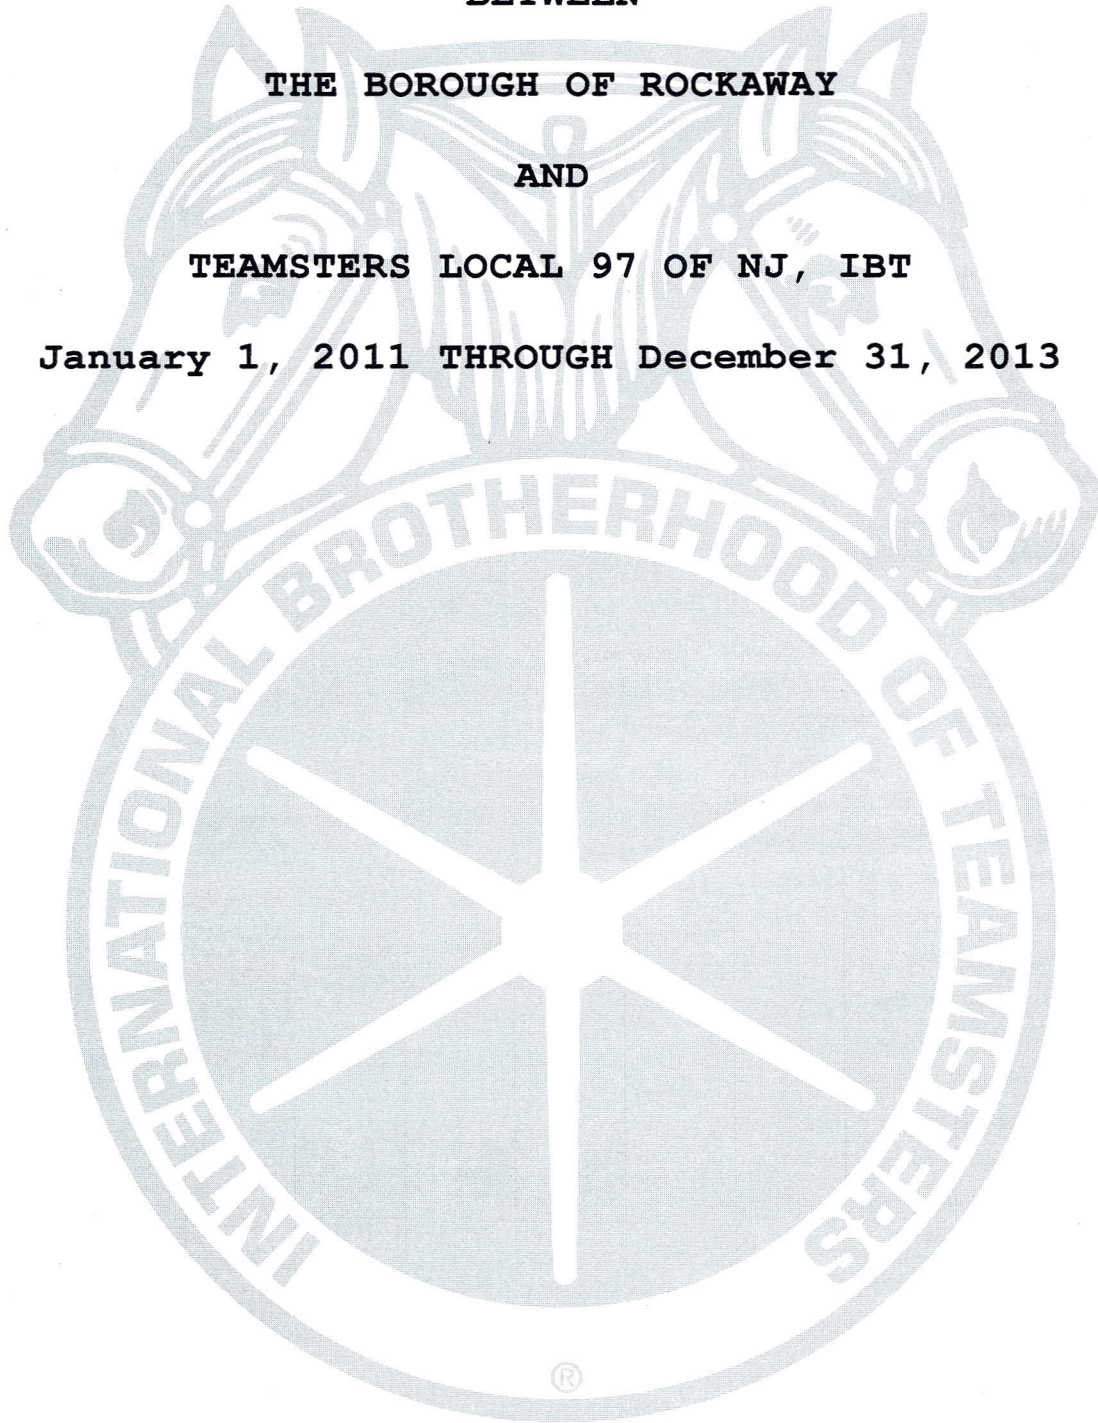 BETWEEN
THE BOROUGH OF ROCKAWAY
AND
TEAMSTERS LOCAL 97 OF NJ, IBT
January 1, 2011 THROUGH December 31, 2013
INTERNATIONAL BROTHERHOOD OF TEAMSTERS
®